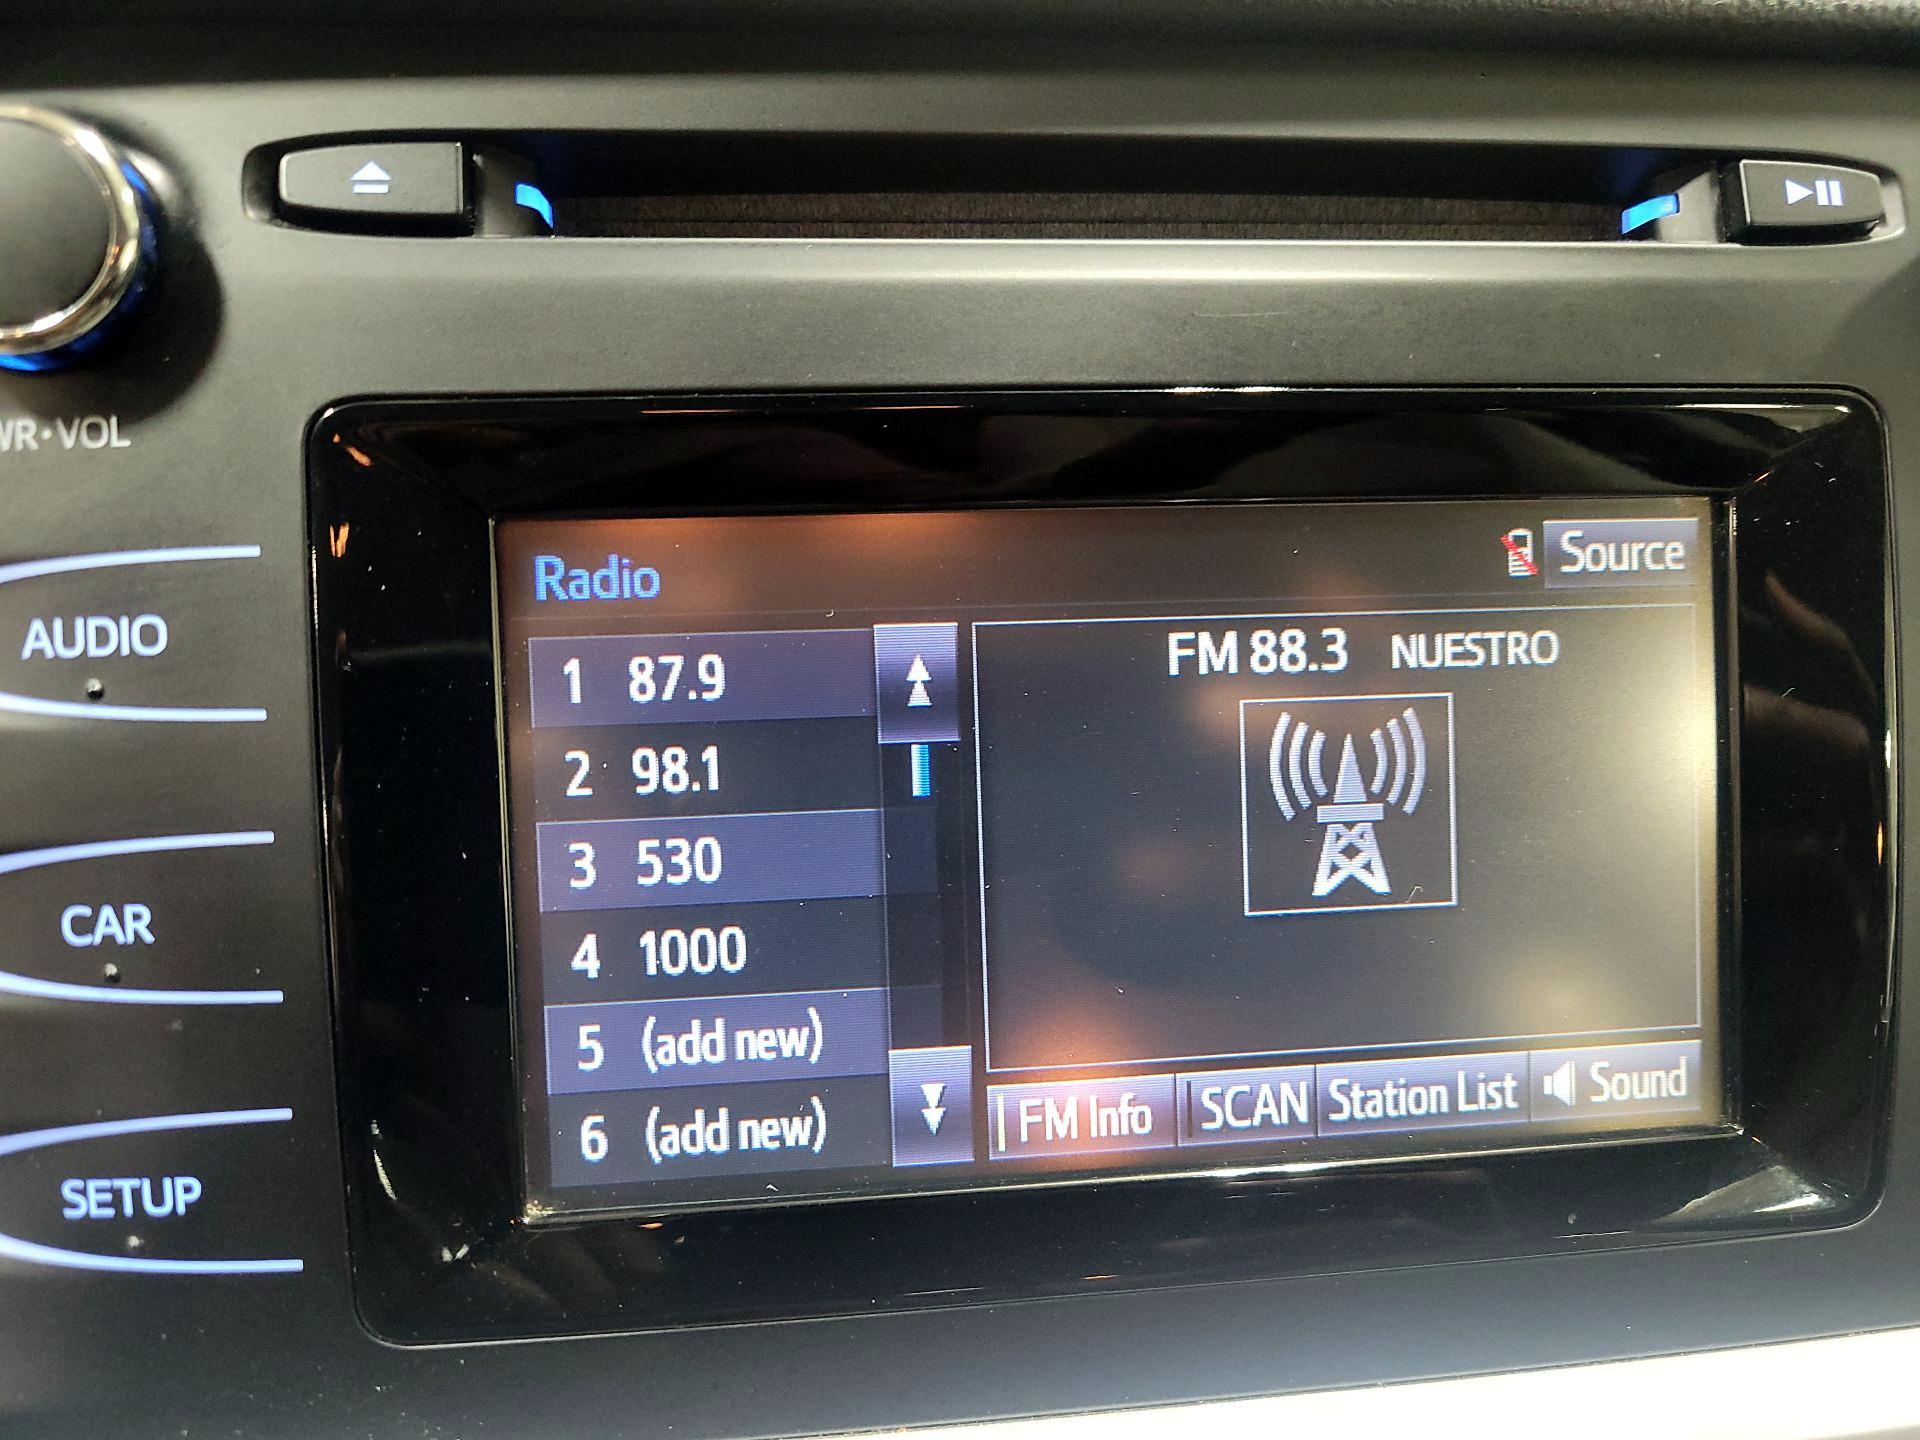 WR•VOL
AUDIO
CAR
SETUP
Radio
Source
1 87.9
2 98.1
3 530
4 1000
5 (add new)
6 (add new)
FM 88.3 NUESTRO
FM Info
SCAN
Station List
Sound